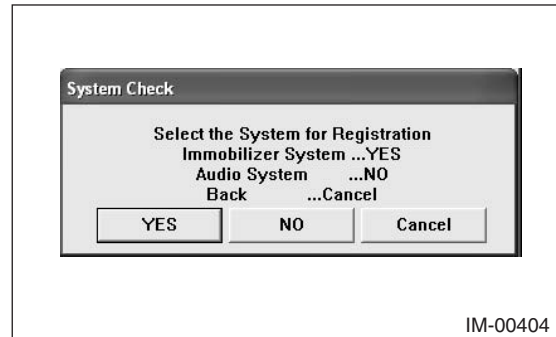 System Check
Select the System for Registration
Immobilizer System ...YES
Audio System ...NO
Back ...Cancel
YES NO Cancel
IM-00404